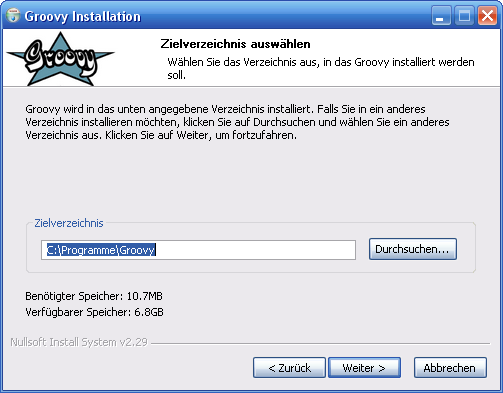 Groovy Installation
Groovy
Zielverzeichnis auswählen
Wählen Sie das Verzeichnis aus, in das Groovy installiert werden
soll.
Groovy wird in das unten angegebene Verzeichnis installiert. Falls Sie in ein anderes
Verzeichnis installieren möchten, klicken Sie auf Durchsuchen und wählen Sie ein anderes
Verzeichnis aus. Klicken Sie auf Weiter, um fortzufahren.
Zielverzeichnis
C:\Programme\Groovy
Durchsuchen...
Benötigter Speicher: 10.7MB
Verfügbarer Speicher: 6.8GB
Nullsoft Install System v2.29
< Zurück
Weiter >
Abbrechen